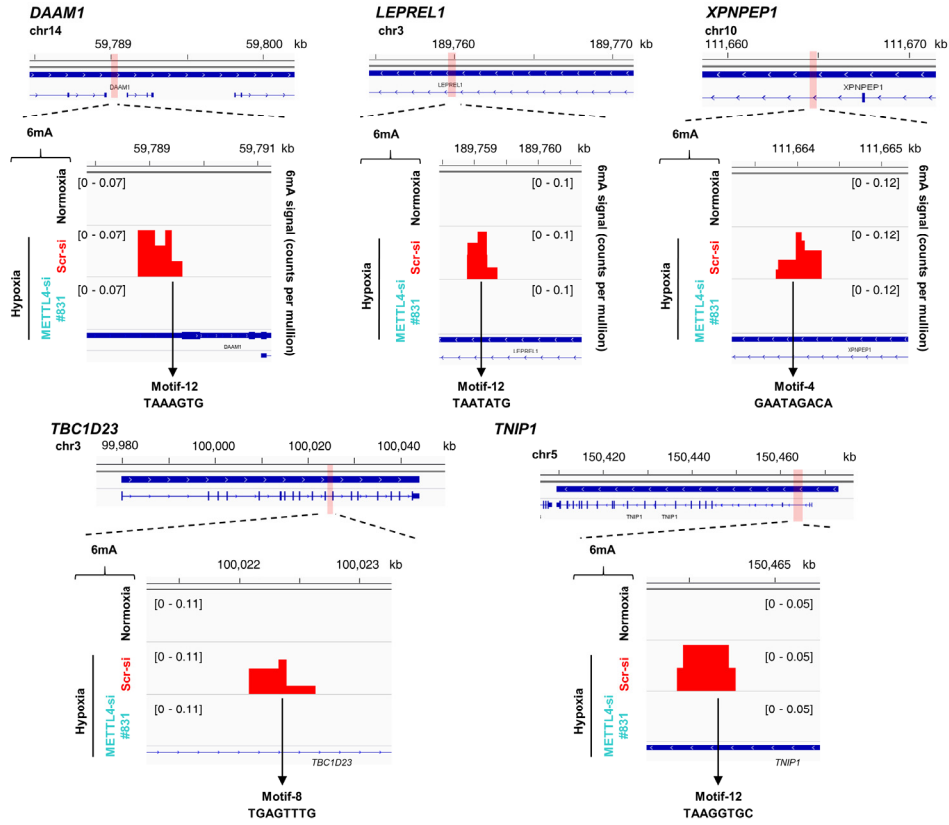 DAAM1
chr14
59,789 59,800 kb
DAAM1
6mA
59,789 59,791 kb
Normoxia
[0 - 0.07]
Hypoxia
Scr-si
[0 - 0.07]
METTL4-si
#831
[0 - 0.07]
6mA signal (counts per mullion)
DAAM1
Motif-12
TAAAGTG
LEPREL1
chr3
189,760 189,770 kb
LEPREL1
6mA
189,759 189,760 kb
Normoxia
[0 - 0.1]
Hypoxia
Scr-si
[0 - 0.1]
METTL4-si
#831
[0 - 0.1]
6mA signal (counts per mullion)
LEPREL1
Motif-12
TAATATG
XPNPEP1
chr10
111,660 111,670 kb
XPNPEP1
6mA
111,664 111,665 kb
Normoxia
[0 - 0.12]
Hypoxia
Scr-si
[0 - 0.12]
METTL4-si
#831
[0 - 0.12]
XPNPEP1
Motif-4
GAATAGACA
TBC1D23
chr3
99,980 100,000 100,020 100,040 kb
6mA
100,022 100,023 kb
Normoxia
[0 - 0.11]
Hypoxia
Scr-si
[0 - 0.11]
METTL4-si
#831
[0 - 0.11]
TBC1D23
Motif-8
TGAGTTTG
TNIP1
chr5
150,420 150,440 150,460 kb
TNIP1 TNIP1
6mA
150,465 kb
Normoxia
[0 - 0.05]
Hypoxia
Scr-si
[0 - 0.05]
METTL4-si
#831
[0 - 0.05]
TNIP1
Motif-12
TAAGGTGC